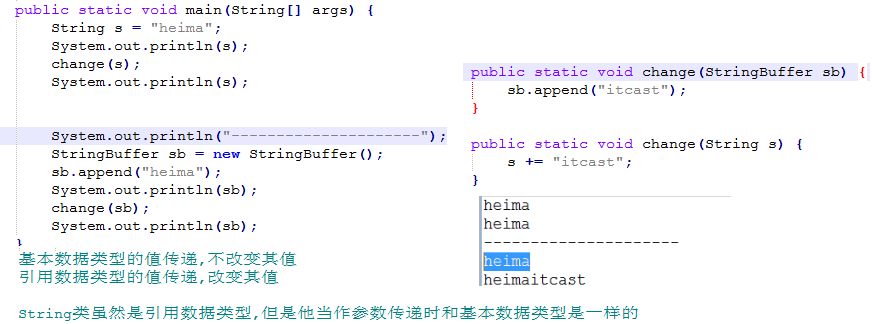 public static void main(String[] args) {
String s = "heima";
System.out.println(s);
change(s);
System.out.println(s);
System.out.println("---------------------");
StringBuffer sb = new StringBuffer();
sb.append("heima");
System.out.println(sb);
change(sb);
System.out.println(sb);
}
public static void change(StringBuffer sb) {
sb.append("itcast");
}
public static void change(String s) {
s += "itcast";
}
heima
heima
---------------------
heima
heimaitcast
基本数据类型的值传递,不改变其值
引用数据类型的值传递,改变其值
String类虽然是引用数据类型,但是他当作参数传递时和基本数据类型是一样的